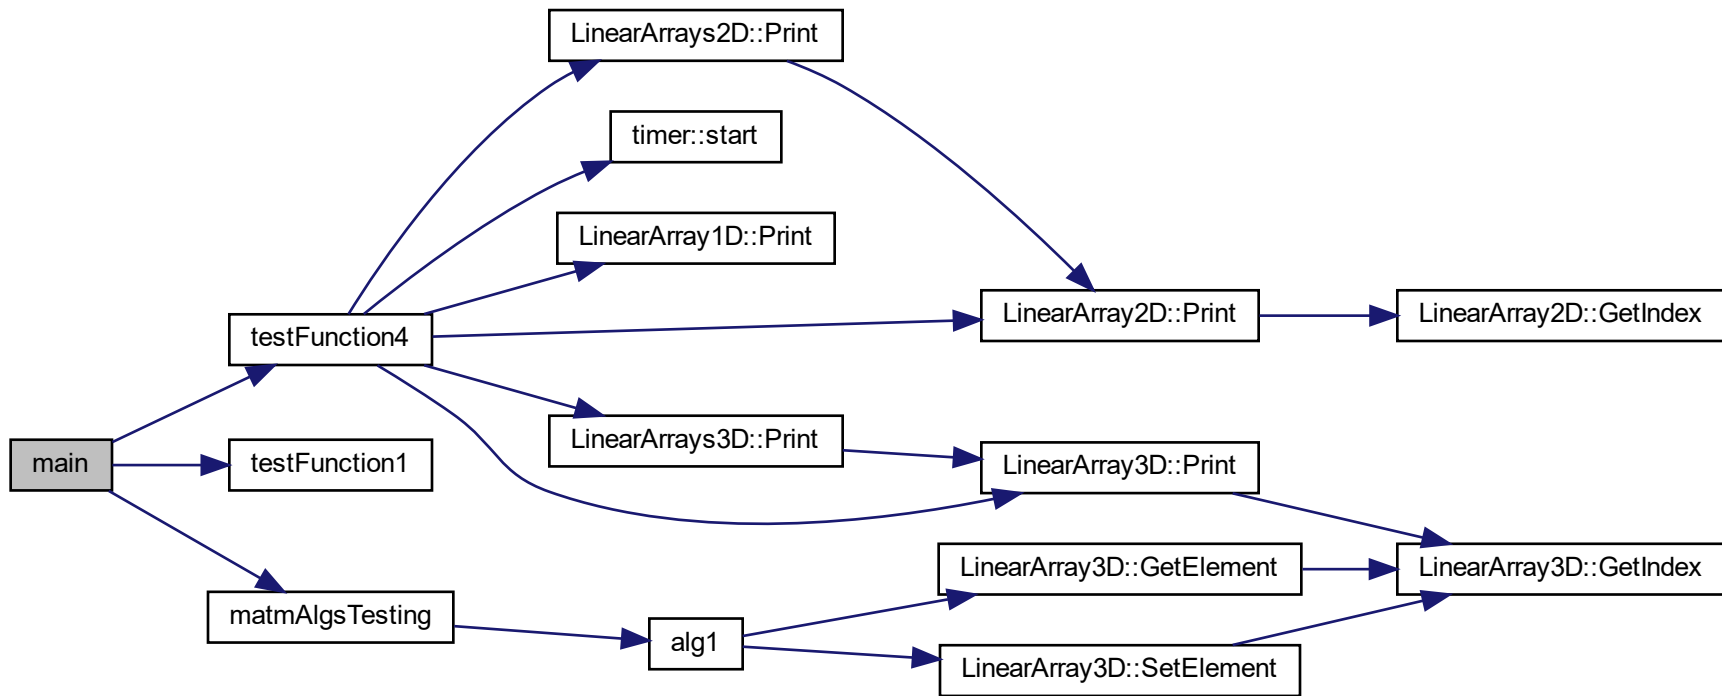 LinearArrays2D::Print
timer::start
LinearArray1D::Print
LinearArray2D::Print
LinearArray2D::GetIndex
testFunction4
LinearArrays3D::Print
LinearArray3D::Print
main
testFunction1
LinearArray3D::GetElement
LinearArray3D::GetIndex
matmAlgsTesting
alg1
LinearArray3D::SetElement